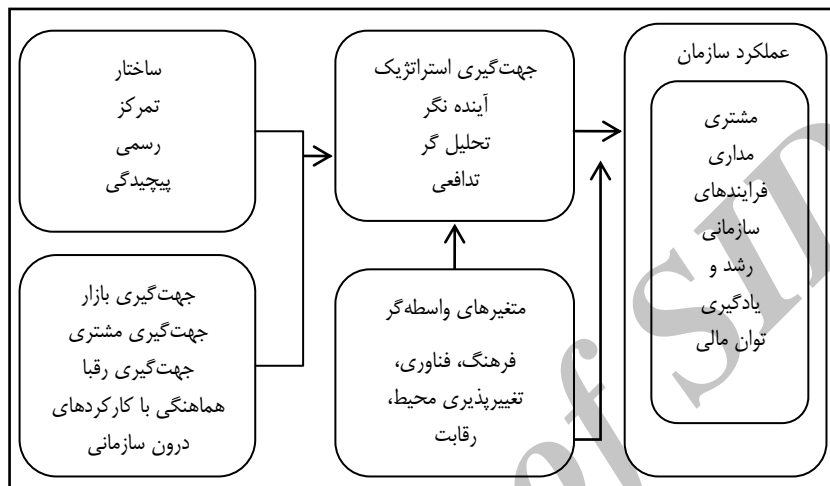 ساختار
تمرکز
رسمی
پیچیدگی
جهت‌گیری بازار
جهت‌گیری مشتری
جهت‌گیری رقبا
هماهنگی با کارکردهای
درون سازمانی
جهت‌گیری استراتژیک
آینده نگر
تحلیل گر
تدافعی
متغیرهای واسطه‌گر
فرهنگ، فناوری،
تغییرپذیری محیط،
رقابت
عملکرد سازمان
مشتری
مداری
فرایندهای
سازمانی
رشد و
یادگیری
توان مالی
of SID